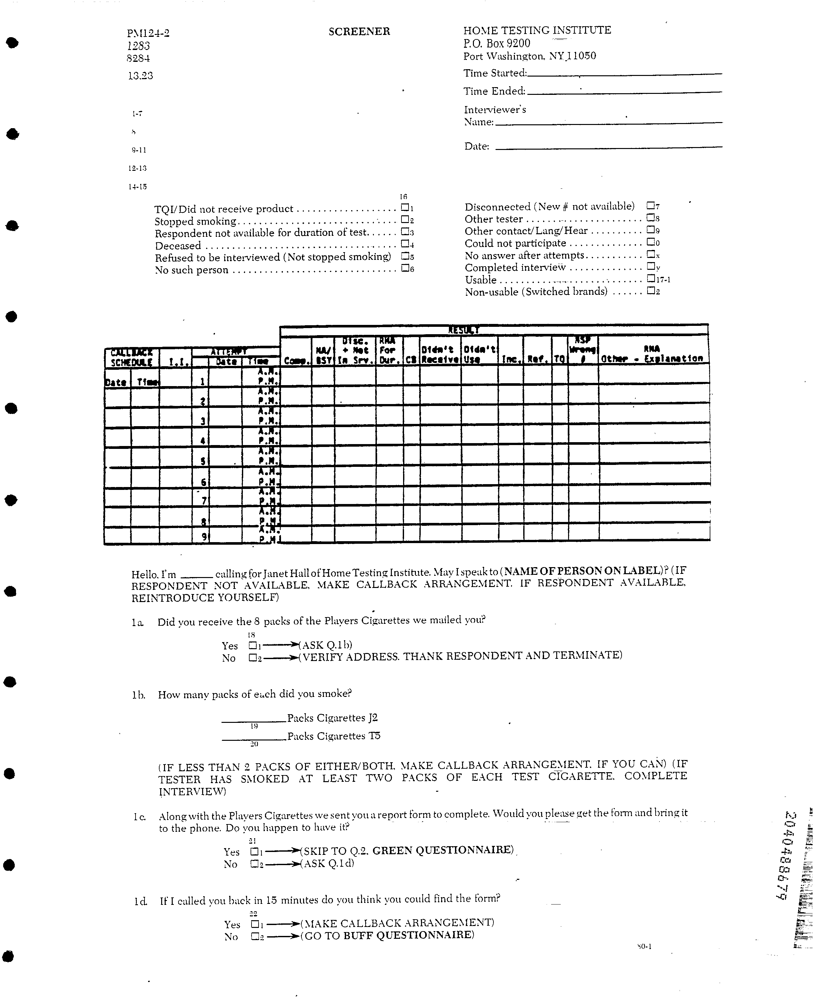 PM124-2
SCREENER
HOME TESTING INSTITUTE
1283
P.O. Box 9200
8284
Port Washington, NY 11050
13.23
Time Started:
Time Ended:
1-7
Interviewer's
Name:
8
9-11
Date:
12-13
14-15
16
TQI/Did not receive product .................. ☐1
Stopped smoking ............................ ☐2
Respondent not available for duration of test...... ☐3
Deceased .................................. ☐4
Refused to be interviewed (Not stopped smoking) ☐5
No such person ............................. ☐6
Disconnected (New # not available) ☐7
Other tester ...................... ☐8
Other contact/Lang/Hear .......... ☐9
Could not participate ............. ☐0
No answer after attempts........... ☐x
Completed interview .............. ☐y
Usable .......................... ☐17-1
Non-usable (Switched brands) ...... ☐2
RESULT
CALLBACK SCHEDULE I.I. ATTEMPT Date Time Comp. NA/ BSY Disc. + Not In Srv. RNA For Dur. CB Didn't Receive Didn't Use Inc. Ref. TQ NSP Wrong # RNA Other - Explanation
Date Time 1 A.M. P.M.
2 A.M. P.M.
3 A.M. P.M.
4 A.M. P.M.
5 A.M. P.M.
6 A.M. P.M.
7 A.M. P.M.
8 A.M. P.M.
9 A.M. P.M.
Hello, I'm ______ calling for Janet Hall of Home Testing Institute. May I speak to (NAME OF PERSON ON LABEL)? (IF
RESPONDENT NOT AVAILABLE, MAKE CALLBACK ARRANGEMENT. IF RESPONDENT AVAILABLE,
REINTRODUCE YOURSELF)
1a. Did you receive the 8 packs of the Players Cigarettes we mailed you?
18
Yes ☐1 → (ASK Q.1b)
No ☐2 → (VERIFY ADDRESS. THANK RESPONDENT AND TERMINATE)
1b. How many packs of each did you smoke?
Packs Cigarettes J2
19
Packs Cigarettes T5
20
(IF LESS THAN 2 PACKS OF EITHER/BOTH, MAKE CALLBACK ARRANGEMENT, IF YOU CAN) (IF
TESTER HAS SMOKED AT LEAST TWO PACKS OF EACH TEST CIGARETTE, COMPLETE
INTERVIEW)
1c. Along with the Players Cigarettes we sent you a report form to complete. Would you please get the form and bring it
to the phone. Do you happen to have it?
21
Yes ☐1 → (SKIP TO Q.2, GREEN QUESTIONNAIRE)
No ☐2 → (ASK Q.1d)
1d. If I called you back in 15 minutes do you think you could find the form?
22
Yes ☐1 → (MAKE CALLBACK ARRANGEMENT)
No ☐2 → (GO TO BUFF QUESTIONNAIRE)
80-1
2040488679